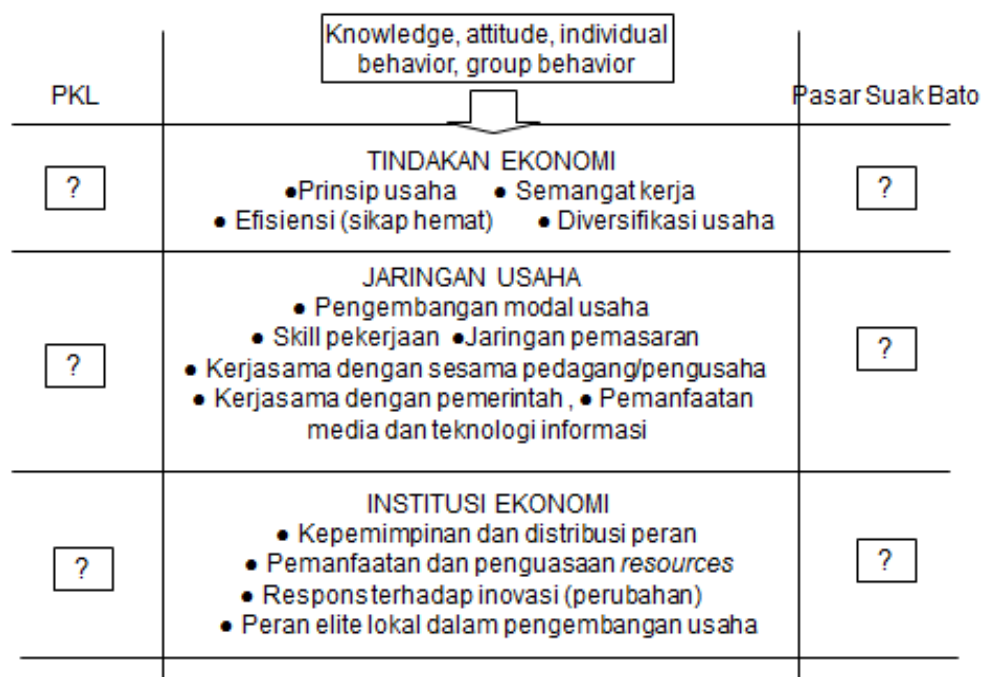 Knowledge, attitude, individual
behavior, group behavior
PKL
Pasar Suak Bato
TINDAKAN EKONOMI
●Prinsip usaha ● Semangat kerja
● Efisiensi (sikap hemat) ● Diversifikasi usaha
?
?
JARINGAN USAHA
● Pengembangan modal usaha
● Skill pekerjaan ●Jaringan pemasaran
● Kerjasama dengan sesama pedagang/pengusaha
● Kerjasama dengan pemerintah , ● Pemanfaatan
media dan teknologi informasi
?
?
INSTITUSI EKONOMI
● Kepemimpinan dan distribusi peran
● Pemanfaatan dan penguasaan resources
● Respons terhadap inovasi (perubahan)
● Peran elite lokal dalam pengembangan usaha
?
?